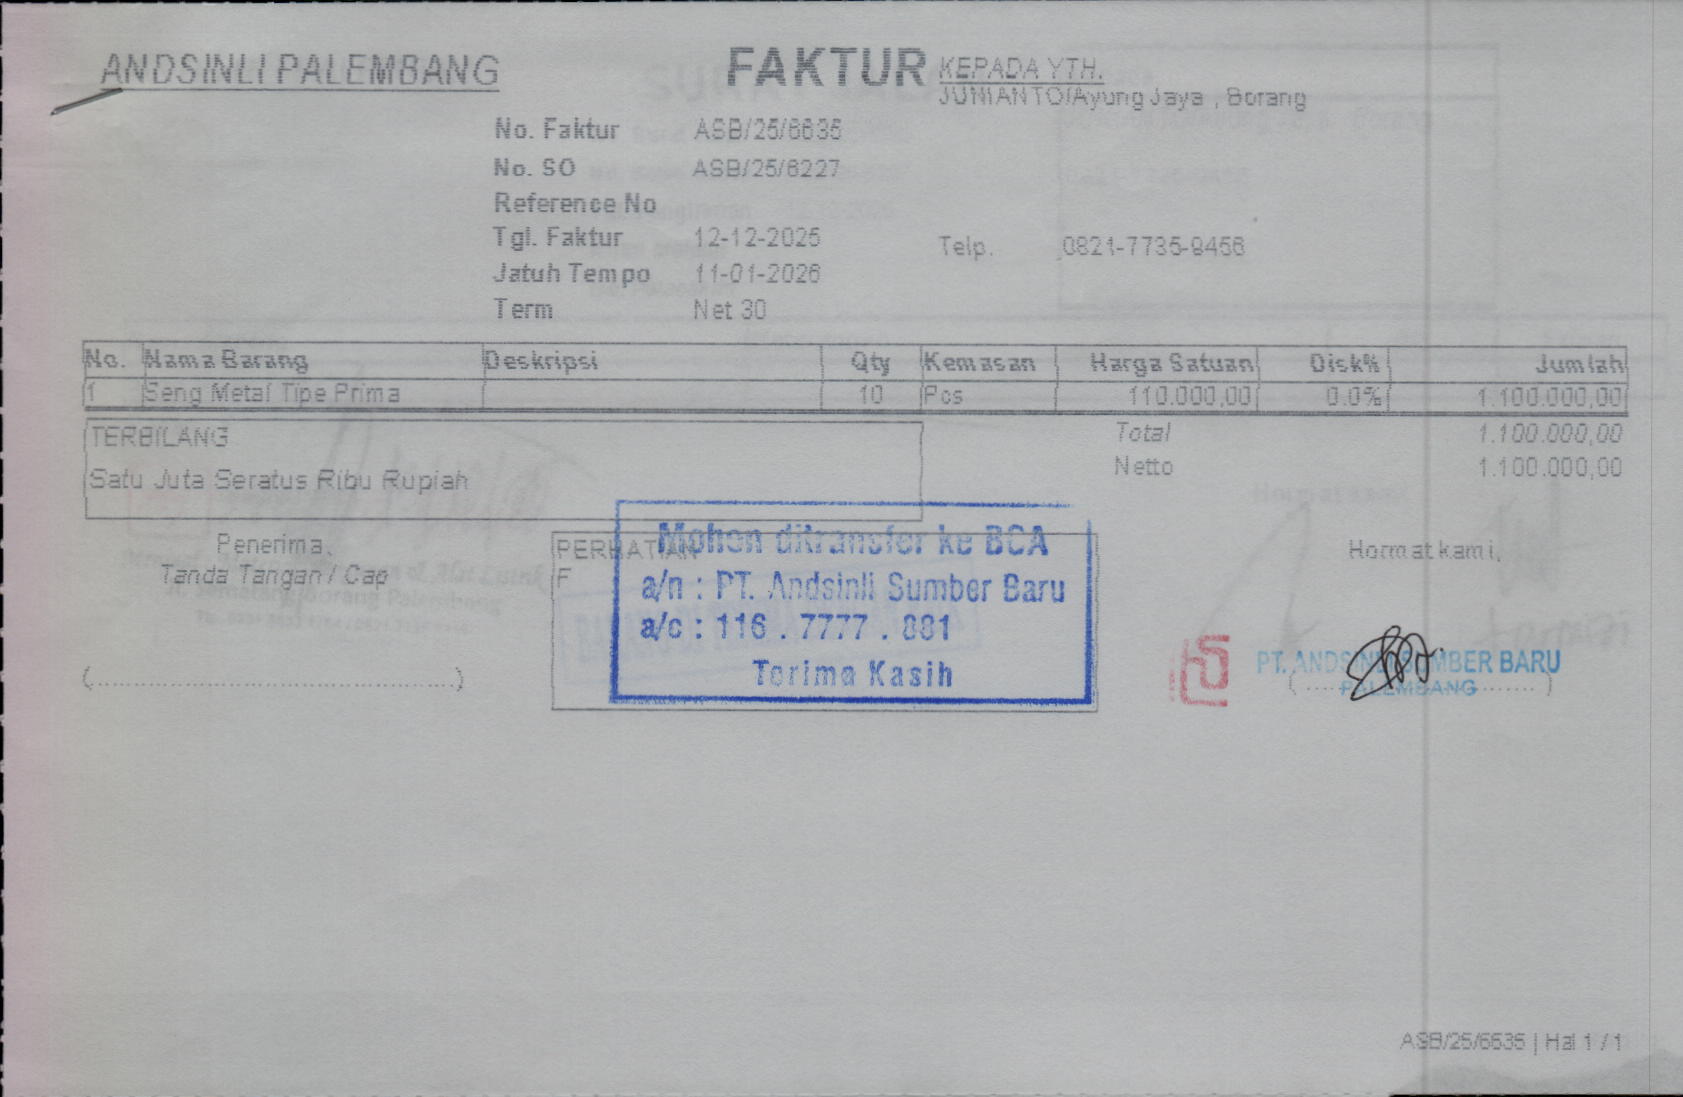 ANDSINLI PALEMBANG
FAKTUR
KEPADA YTH.
JUNIANTO/Ayung Jaya , Borang
No. Faktur ASB/25/6635
No. SO ASB/25/6227
Reference No
Tgl. Faktur 12-12-2025
Jatuh Tempo 11-01-2026
Term Net 30
Telp. 0821-7735-9456
No. Nama Barang Deskripsi Qty Kemasan Harga Satuan Disk% Jumlah
1 Seng Metal Tipe Prima 10 Pcs 110.000,00 0.0% 1.100.000,00
TERBILANG
Satu Juta Seratus Ribu Rupiah
Total 1.100.000,00
Netto 1.100.000,00
Penerima,
Tanda Tangan / Cap
(........................................)
PERHATIAN
F
Mohon ditransfer ke BCA
a/n : PT. Andsinli Sumber Baru
a/c : 116 . 7777 . 881
Terima Kasih
Hormat kami,
PT. ANDSINLI SUMBER BARU
PALEMBANG
ASB/25/6635 | Hal 1 / 1